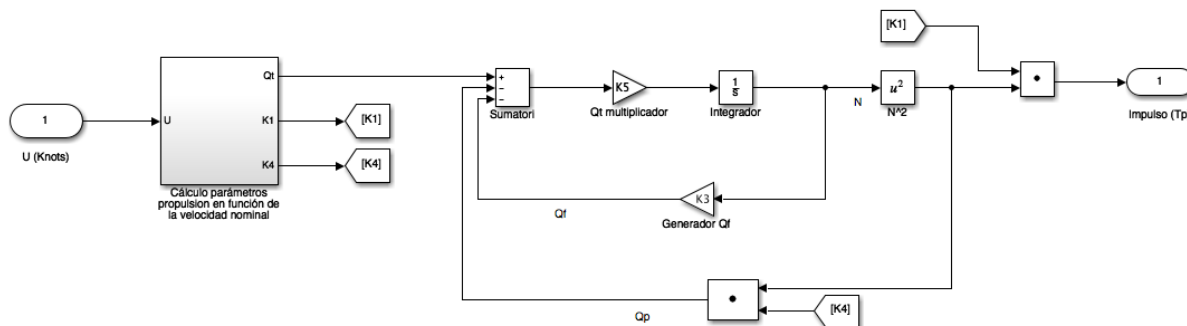 [K1]
Qt
+
−
−
1
U
K1
[K1]
K5
1
s
N
u²
•
1
Sumatori
Qt multiplicador
Integrador
N^2
Impulso (Tp
U (Knots)
K4
[K4]
Cálculo parámetros
propulsion en función de
la velocidad nominal
K3
Qf
Generador Qf
•
[K4]
Qp